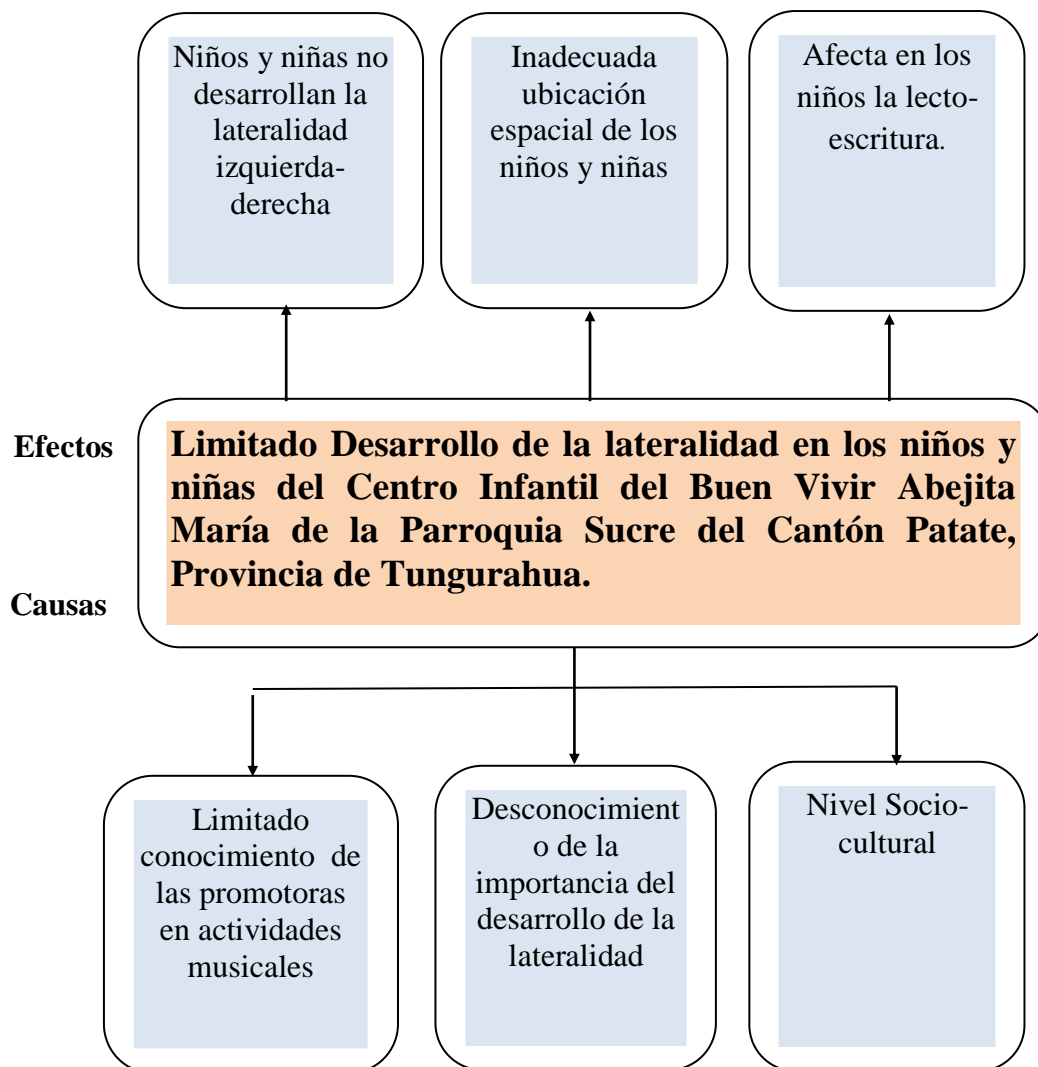 Niños y niñas no
desarrollan la
lateralidad
izquierda-
derecha
Inadecuada
ubicación
espacial de los
niños y niñas
Afecta en los
niños la lecto-
escritura.
Efectos
Limitado Desarrollo de la lateralidad en los niños y
niñas del Centro Infantil del Buen Vivir Abejita
María de la Parroquia Sucre del Cantón Patate,
Provincia de Tungurahua.
Causas
Limitado
conocimiento de
las promotoras
en actividades
musicales
Desconocimient
o de la
importancia del
desarrollo de la
lateralidad
Nivel Socio-
cultural